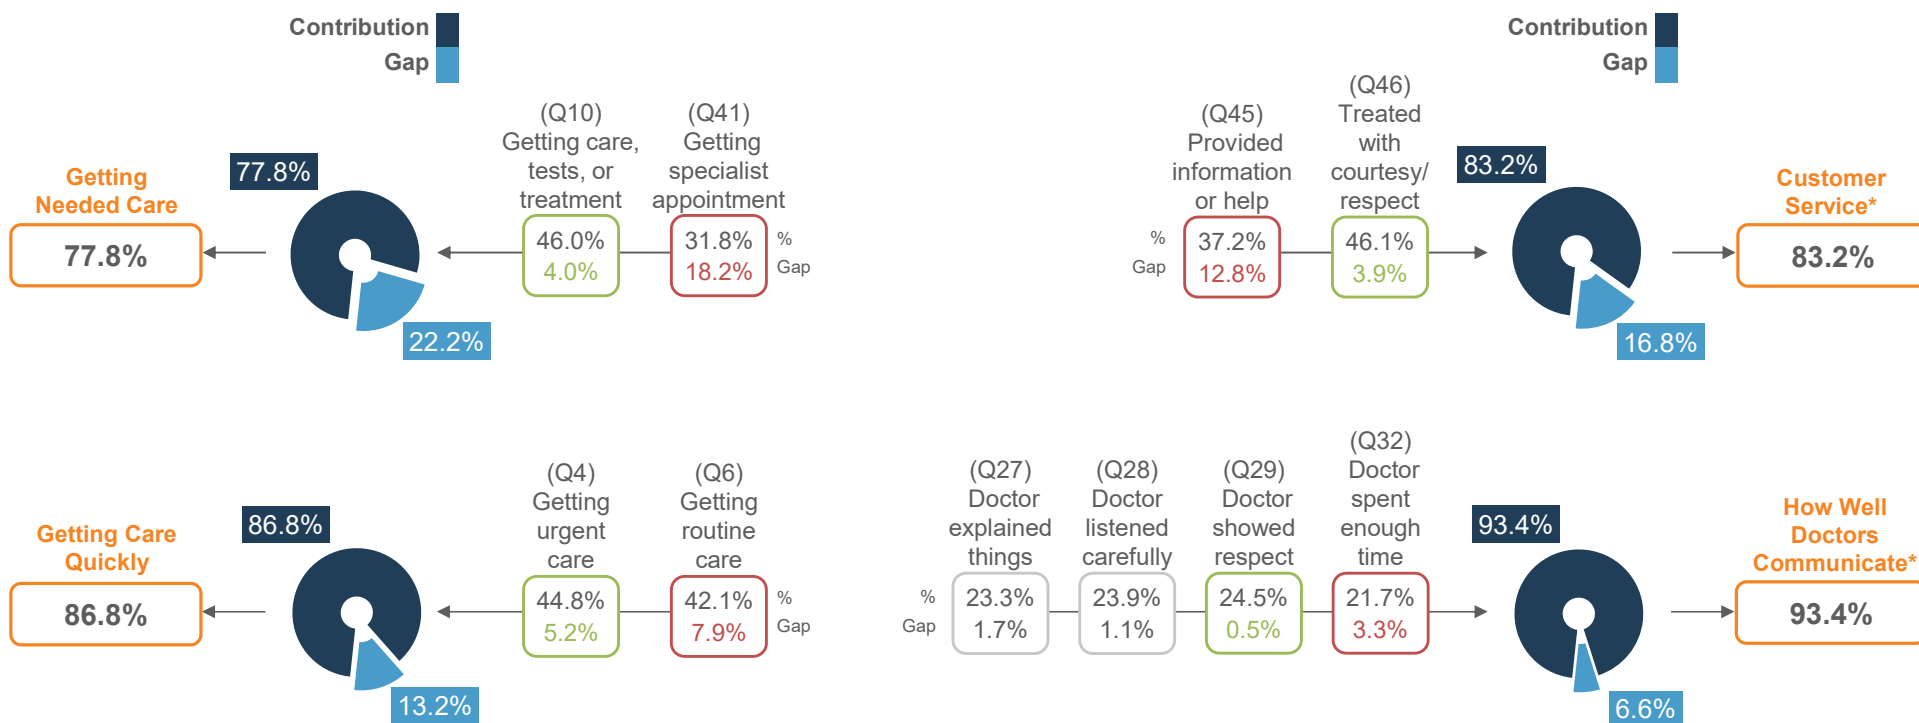 Contribution
Gap
Getting
Needed Care
77.8%
77.8%
22.2%
(Q10)
Getting care,
tests, or
treatment
46.0%
4.0%
(Q41)
Getting
specialist
appointment
31.8%
18.2%
%
Gap
Contribution
Gap
%
Gap
(Q45)
Provided
information
or help
37.2%
12.8%
(Q46)
Treated
with
courtesy/
respect
46.1%
3.9%
83.2%
16.8%
Customer
Service*
83.2%
Getting Care
Quickly
86.8%
86.8%
13.2%
(Q4)
Getting
urgent
care
44.8%
5.2%
(Q6)
Getting
routine
care
42.1%
7.9%
%
Gap
%
Gap
(Q27)
Doctor
explained
things
23.3%
1.7%
(Q28)
Doctor
listened
carefully
23.9%
1.1%
(Q29)
Doctor
showed
respect
24.5%
0.5%
(Q32)
Doctor
spent
enough
time
21.7%
3.3%
93.4%
6.6%
How Well
Doctors
Communicate*
93.4%